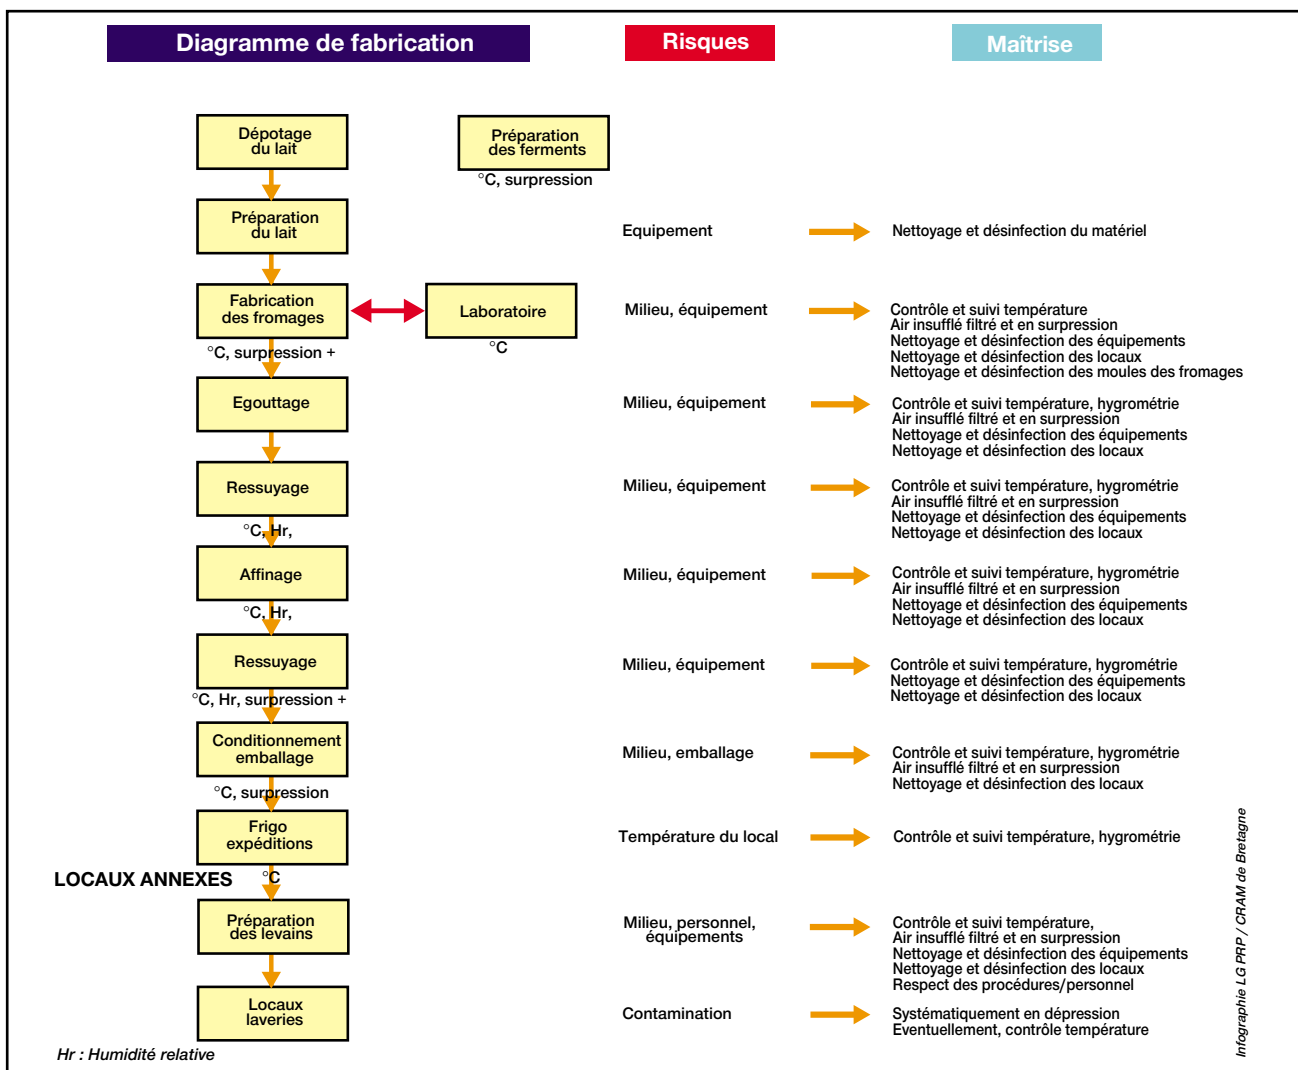 Diagramme de fabrication
Risques
Maîtrise
Dépotage
du lait
Préparation
des ferments
°C, surpression
Préparation
du lait
Equipement
Nettoyage et désinfection du matériel
Fabrication
des fromages
Laboratoire
°C, surpression +
°C
Milieu, équipement
Contrôle et suivi température
Air insufflé filtré et en surpression
Nettoyage et désinfection des équipements
Nettoyage et désinfection des locaux
Nettoyage et désinfection des moules des fromages
Egouttage
Milieu, équipement
Contrôle et suivi température, hygrométrie
Air insufflé filtré et en surpression
Nettoyage et désinfection des équipements
Nettoyage et désinfection des locaux
Ressuyage
°C, Hr,
Milieu, équipement
Contrôle et suivi température, hygrométrie
Air insufflé filtré et en surpression
Nettoyage et désinfection des équipements
Nettoyage et désinfection des locaux
Affinage
°C, Hr,
Milieu, équipement
Contrôle et suivi température, hygrométrie
Air insufflé filtré et en surpression
Nettoyage et désinfection des équipements
Nettoyage et désinfection des locaux
Ressuyage
°C, Hr, surpression +
Milieu, équipement
Contrôle et suivi température, hygrométrie
Nettoyage et désinfection des équipements
Nettoyage et désinfection des locaux
Conditionnement
emballage
°C, surpression
Milieu, emballage
Contrôle et suivi température, hygrométrie
Air insufflé filtré et en surpression
Nettoyage et désinfection des locaux
Frigo
expéditions
°C
Température du local
Contrôle et suivi température, hygrométrie
LOCAUX ANNEXES
Préparation
des levains
Milieu, personnel,
équipements
Contrôle et suivi température,
Air insufflé filtré et en surpression
Nettoyage et désinfection des équipements
Nettoyage et désinfection des locaux
Respect des procédures/personnel
Locaux
laveries
Contamination
Systématiquement en dépression
Eventuellement, contrôle température
Hr : Humidité relative
Infographie LG PRP / CRAM de Bretagne